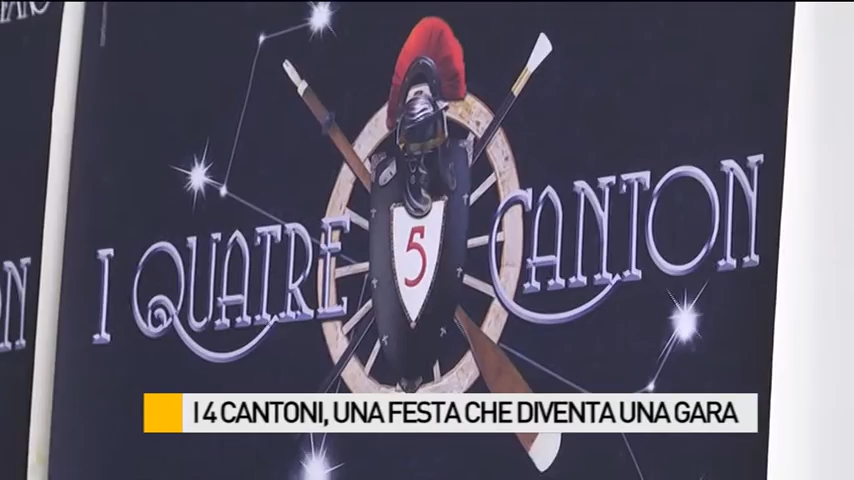 I QUATRE CANTON
5
I 4 CANTONI, UNA FESTA CHE DIVENTA UNA GARA